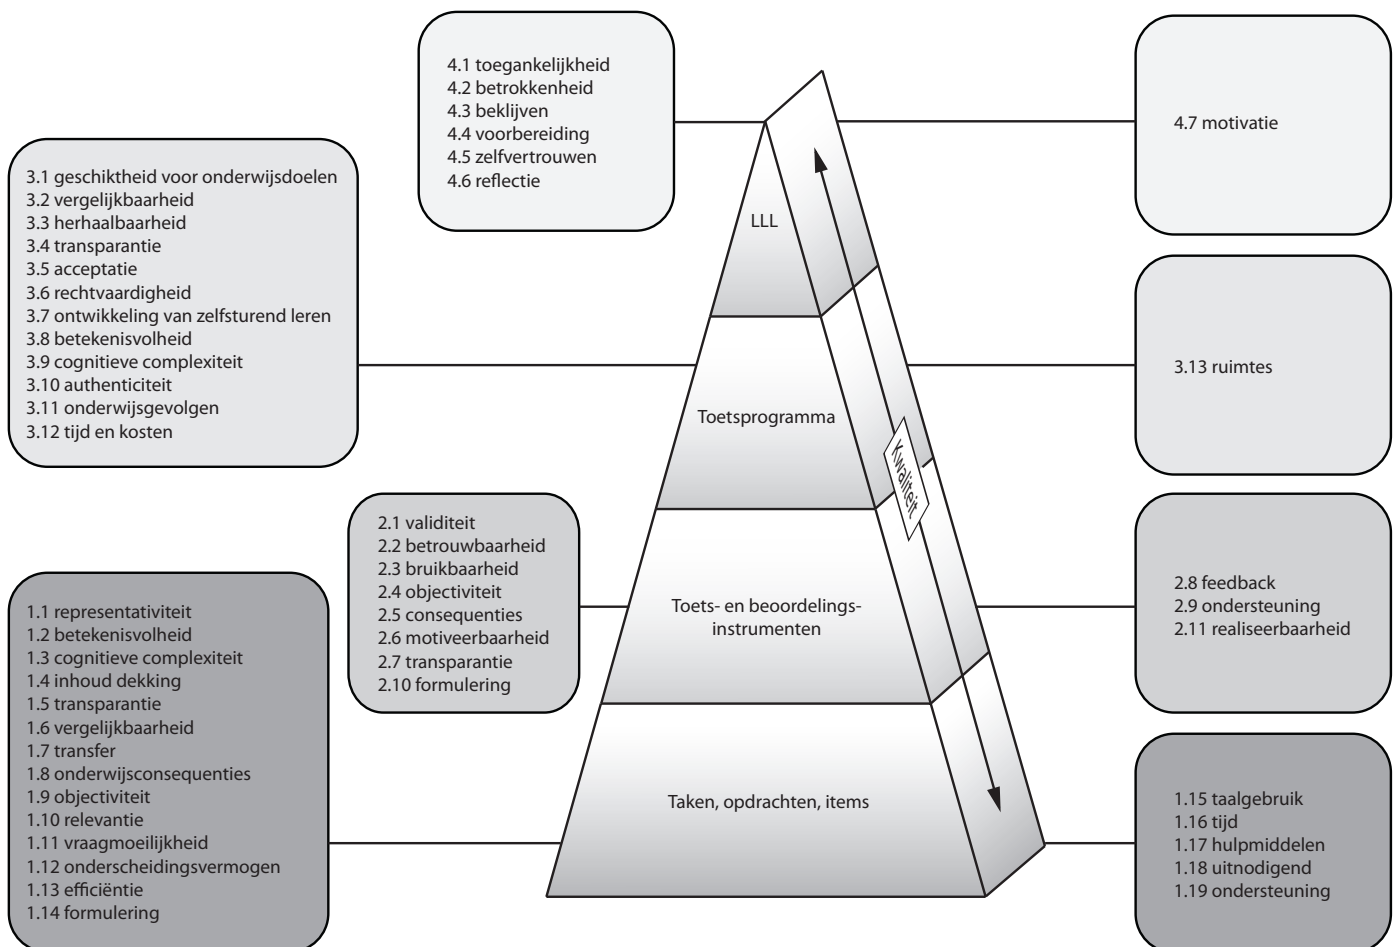 4.1 toegankelijkheid
4.2 betrokkenheid
4.3 beklijven
4.4 voorbereiding
4.5 zelfvertrouwen
4.6 reflectie
4.7 motivatie
3.1 geschiktheid voor onderwijsdoelen
3.2 vergelijkbaarheid
3.3 herhaalbaarheid
3.4 transparantie
3.5 acceptatie
3.6 rechtvaardigheid
3.7 ontwikkeling van zelfsturend leren
3.8 betekenisvolheid
3.9 cognitieve complexiteit
3.10 authenticiteit
3.11 onderwijsgevolgen
3.12 tijd en kosten
LLL
Toetsprogramma
3.13 ruimtes
Kwaliteit
2.1 validiteit
2.2 betrouwbaarheid
2.3 bruikbaarheid
2.4 objectiviteit
2.5 consequenties
2.6 motiveerbaarheid
2.7 transparantie
2.10 formulering
Toets- en beoordelings-
instrumenten
2.8 feedback
2.9 ondersteuning
2.11 realiseerbaarheid
1.1 representativiteit
1.2 betekenisvolheid
1.3 cognitieve complexiteit
1.4 inhoud dekking
1.5 transparantie
1.6 vergelijkbaarheid
1.7 transfer
1.8 onderwijsconsequenties
1.9 objectiviteit
1.10 relevantie
1.11 vraagmoeilijkheid
1.12 onderscheidingsvermogen
1.13 efficiëntie
1.14 formulering
Taken, opdrachten, items
1.15 taalgebruik
1.16 tijd
1.17 hulpmiddelen
1.18 uitnodigend
1.19 ondersteuning